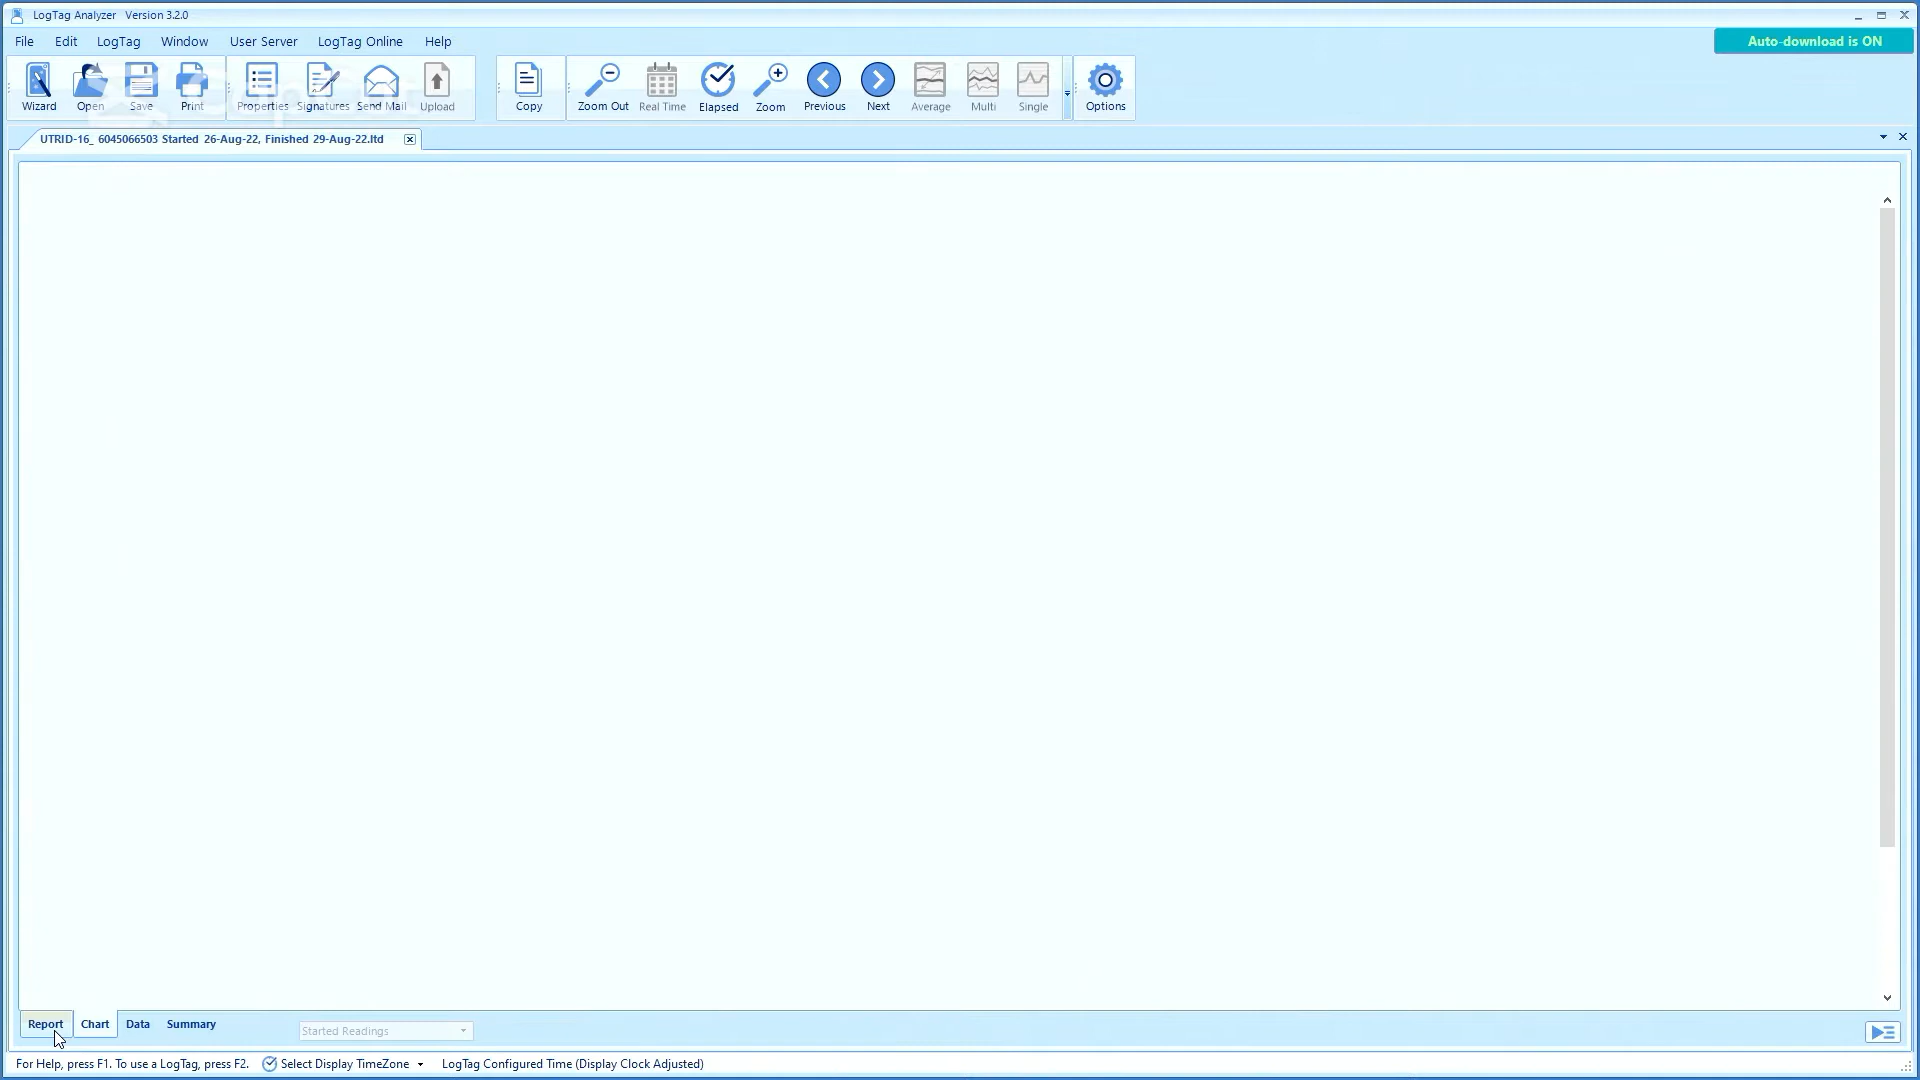 LogTag Analyzer Version 3.2.0
File Edit LogTag Window User Server LogTag Online Help
Auto-download is ON
Wizard Open Save Print Properties Signatures Send Mail Upload Copy Zoom Out Real Time Elapsed Zoom Previous Next Average Multi Single Options
UTRID-16_ 6045066503 Started 26-Aug-22, Finished 29-Aug-22.ltd
Report Chart Data Summary
Started Readings
For Help, press F1. To use a LogTag, press F2. Select Display TimeZone LogTag Configured Time (Display Clock Adjusted)